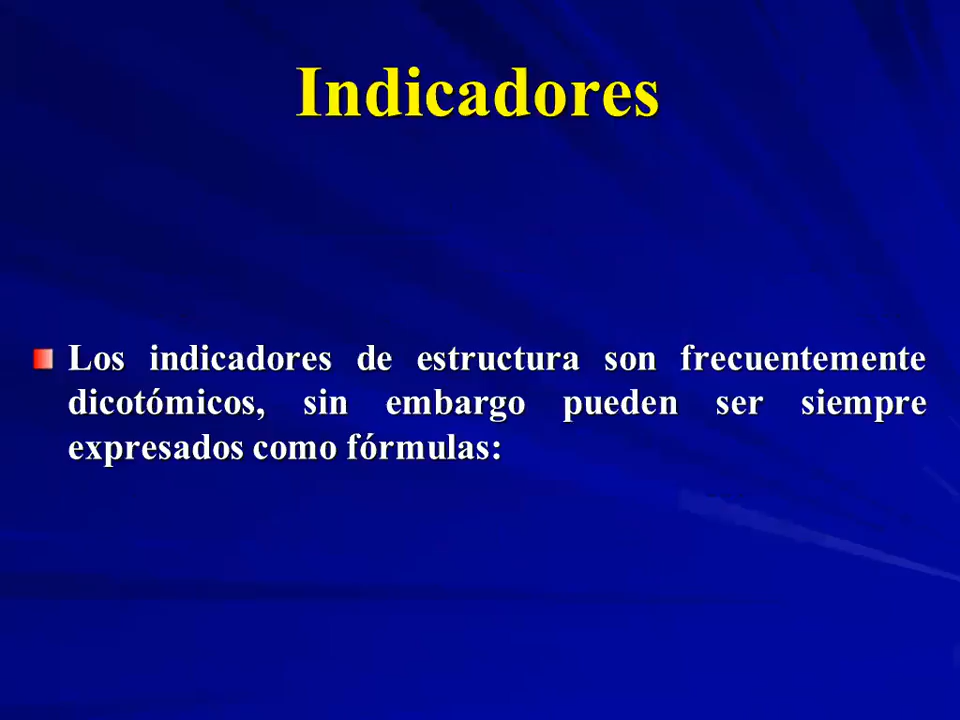 Indicadores
Los indicadores de estructura son frecuentemente
dicotómicos, sin embargo pueden ser siempre
expresados como fórmulas: